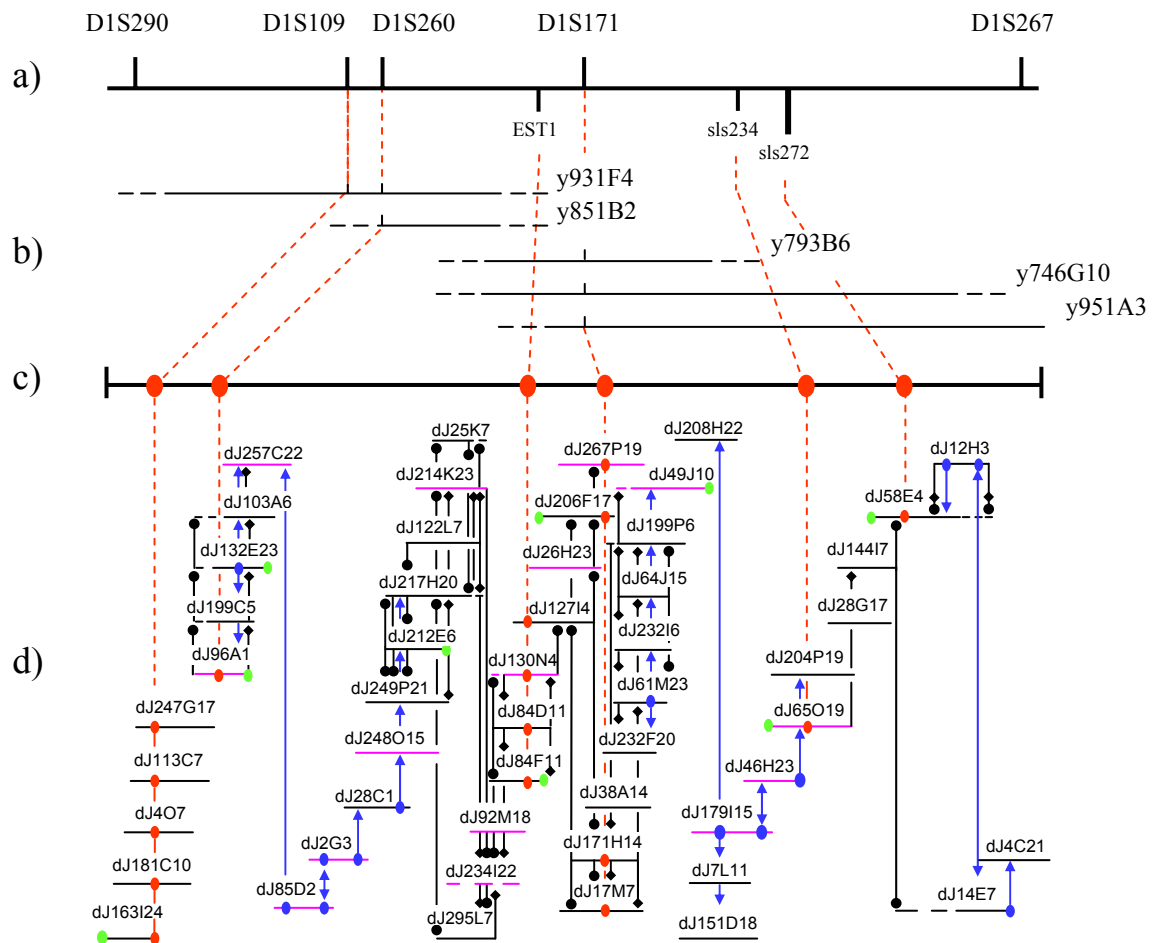 D1S290 D1S109 D1S260 D1S171 D1S267
a)
EST1 sls234
sls272
y931F4
y851B2
b)
y793B6
y746G10
y951A3
c)
d)
dJ25K7
dJ208H22
dJ257C22
dJ267P19
dJ12H3
dJ214K23
dJ49J10
dJ103A6
dJ206F17
dJ58E4
dJ122L7
dJ199P6
dJ132E23
dJ26H23
dJ144I7
dJ217H20
dJ64J15
dJ199C5
dJ127I4
dJ28G17
dJ212E6
dJ232I6
dJ96A1
dJ130N4
dJ204P19
dJ249P21
dJ61M23
dJ247G17
dJ84D11
dJ65O19
dJ248O15
dJ232F20
dJ113C7
dJ84F11
dJ46H23
dJ28C1
dJ38A14
dJ4O7
dJ92M18
dJ179I15
dJ2G3
dJ171H14
dJ181C10
dJ234I22
dJ7L11
dJ4C21
dJ85D2
dJ17M7
dJ14E7
dJ163I24
dJ295L7
dJ151D18